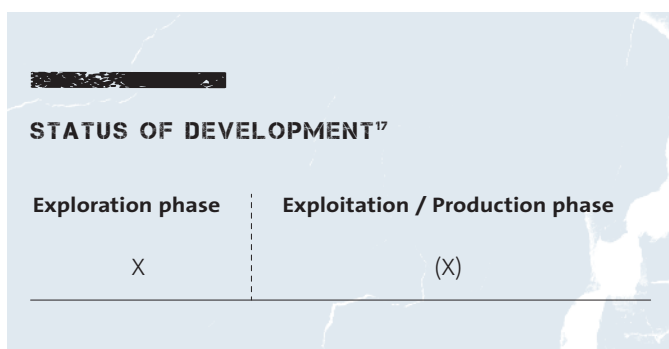 STATUS OF DEVELOPMENT17
Exploration phase Exploitation / Production phase
X (X)